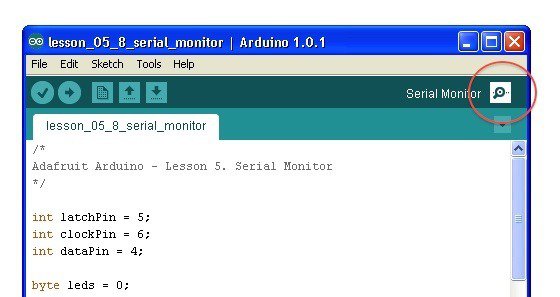 lesson_05_8_serial_monitor | Arduino 1.0.1
File Edit Sketch Tools Help
Serial Monitor
lesson_05_8_serial_monitor
/*
Adafruit Arduino - Lesson 5. Serial Monitor
*/
int latchPin = 5;
int clockPin = 6;
int dataPin = 4;
byte leds = 0;